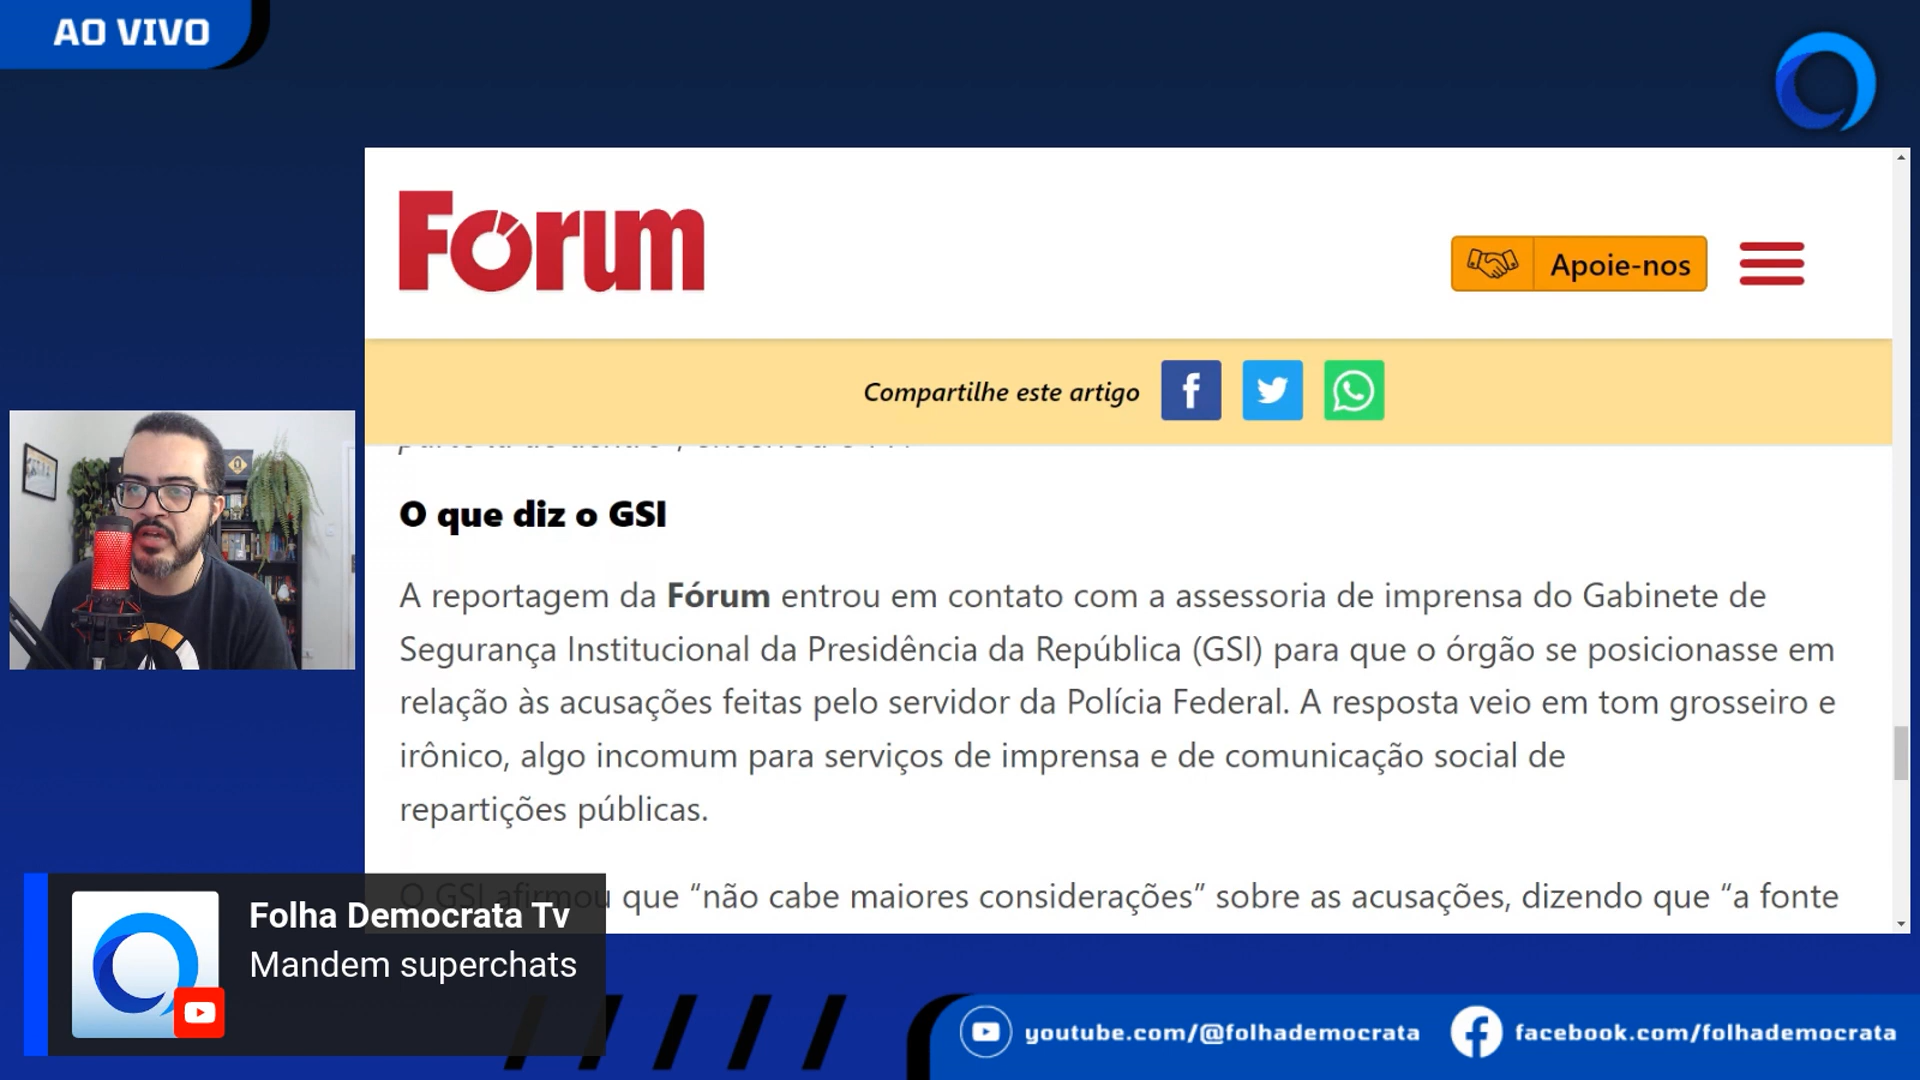 AO VIVO
Fórum
Apoie-nos
Compartilhe este artigo
O que diz o GSI
A reportagem da Fórum entrou em contato com a assessoria de imprensa do Gabinete de
Segurança Institucional da Presidência da República (GSI) para que o órgão se posicionasse em
relação às acusações feitas pelo servidor da Polícia Federal. A resposta veio em tom grosseiro e
irônico, algo incomum para serviços de imprensa e de comunicação social de
repartições públicas.
O GSI afirmou que “não cabe maiores considerações” sobre as acusações, dizendo que “a fonte
Folha Democrata Tv
Mandem superchats
youtube.com/@folhademocrata
facebook.com/folhademocrata